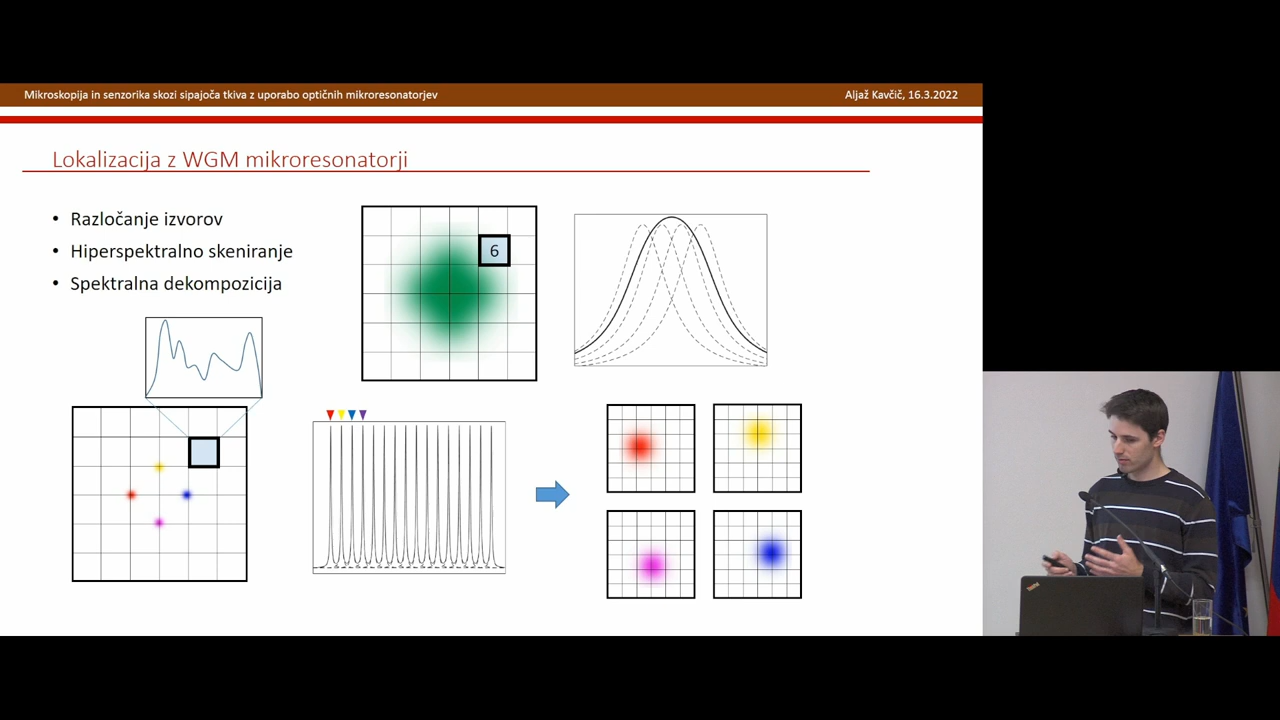 Mikroskopija in senzorika skozi sipajoča tkiva z uporabo optičnih mikroresonatorjev
Aljaž Kavčič, 16.3.2022
Lokalizacija z WGM mikroresonatorji
• Razločanje izvorov
• Hiperspektralno skeniranje
• Spektralna dekompozicija
6